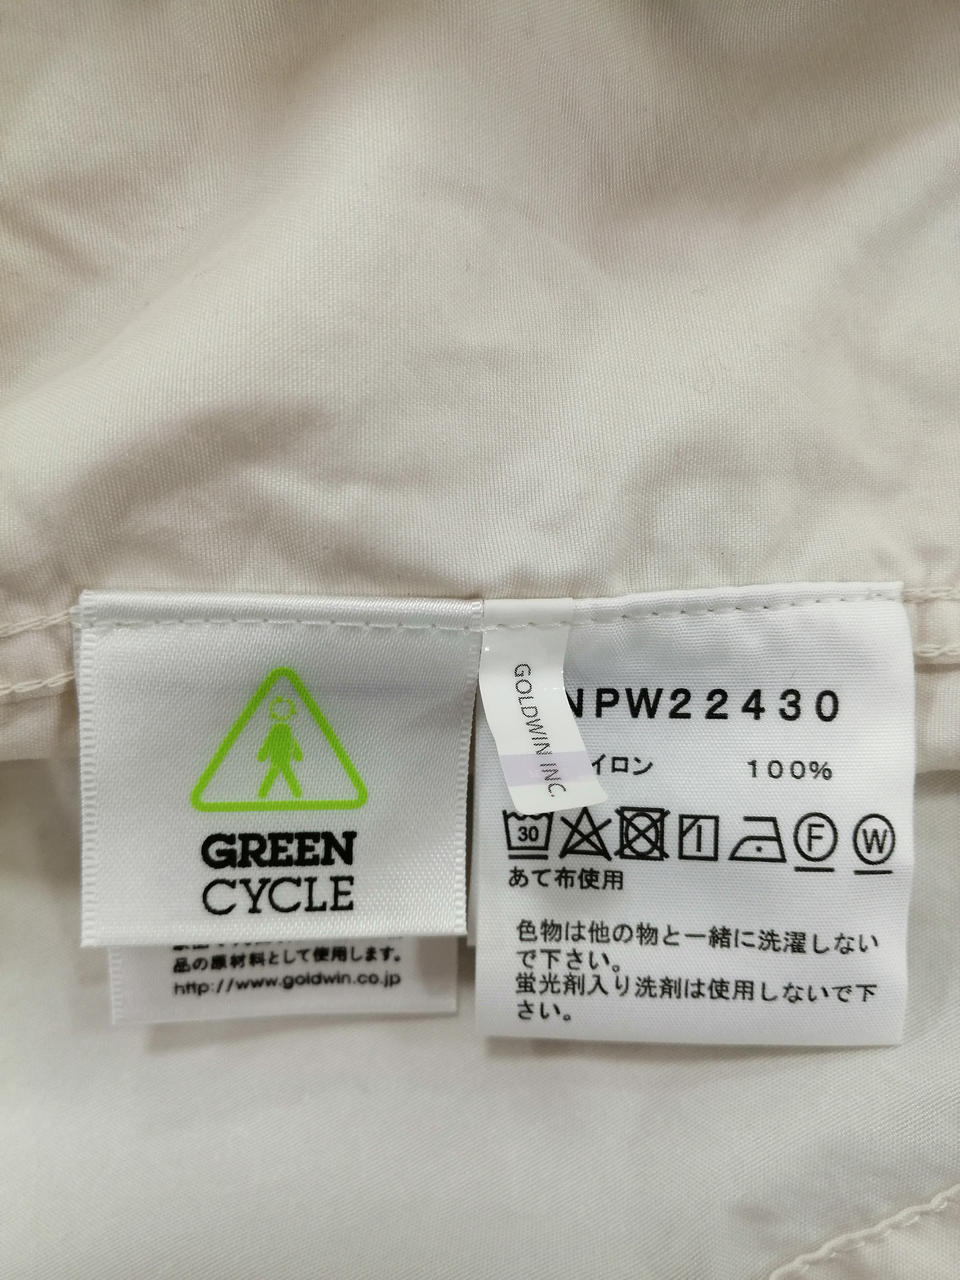 GREEN
CYCLE
品の原材料として使用します。
http://www.goldwin.co.jp
GOLDWIN INC.
NPW22430
イロン 100%
30
F W
あて布使用
色物は他の物と一緒に洗濯しない
で下さい。
蛍光剤入り洗剤は使用しないで下
さい。